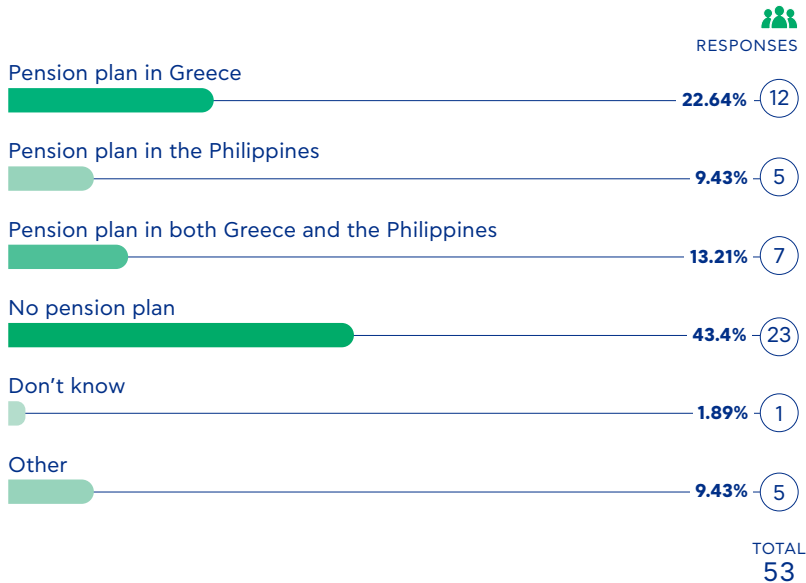 RESPONSES
Pension plan in Greece
22.64% 12
Pension plan in the Philippines
9.43% 5
Pension plan in both Greece and the Philippines
13.21% 7
No pension plan
43.4% 23
Don’t know
1.89% 1
Other
9.43% 5
TOTAL
53